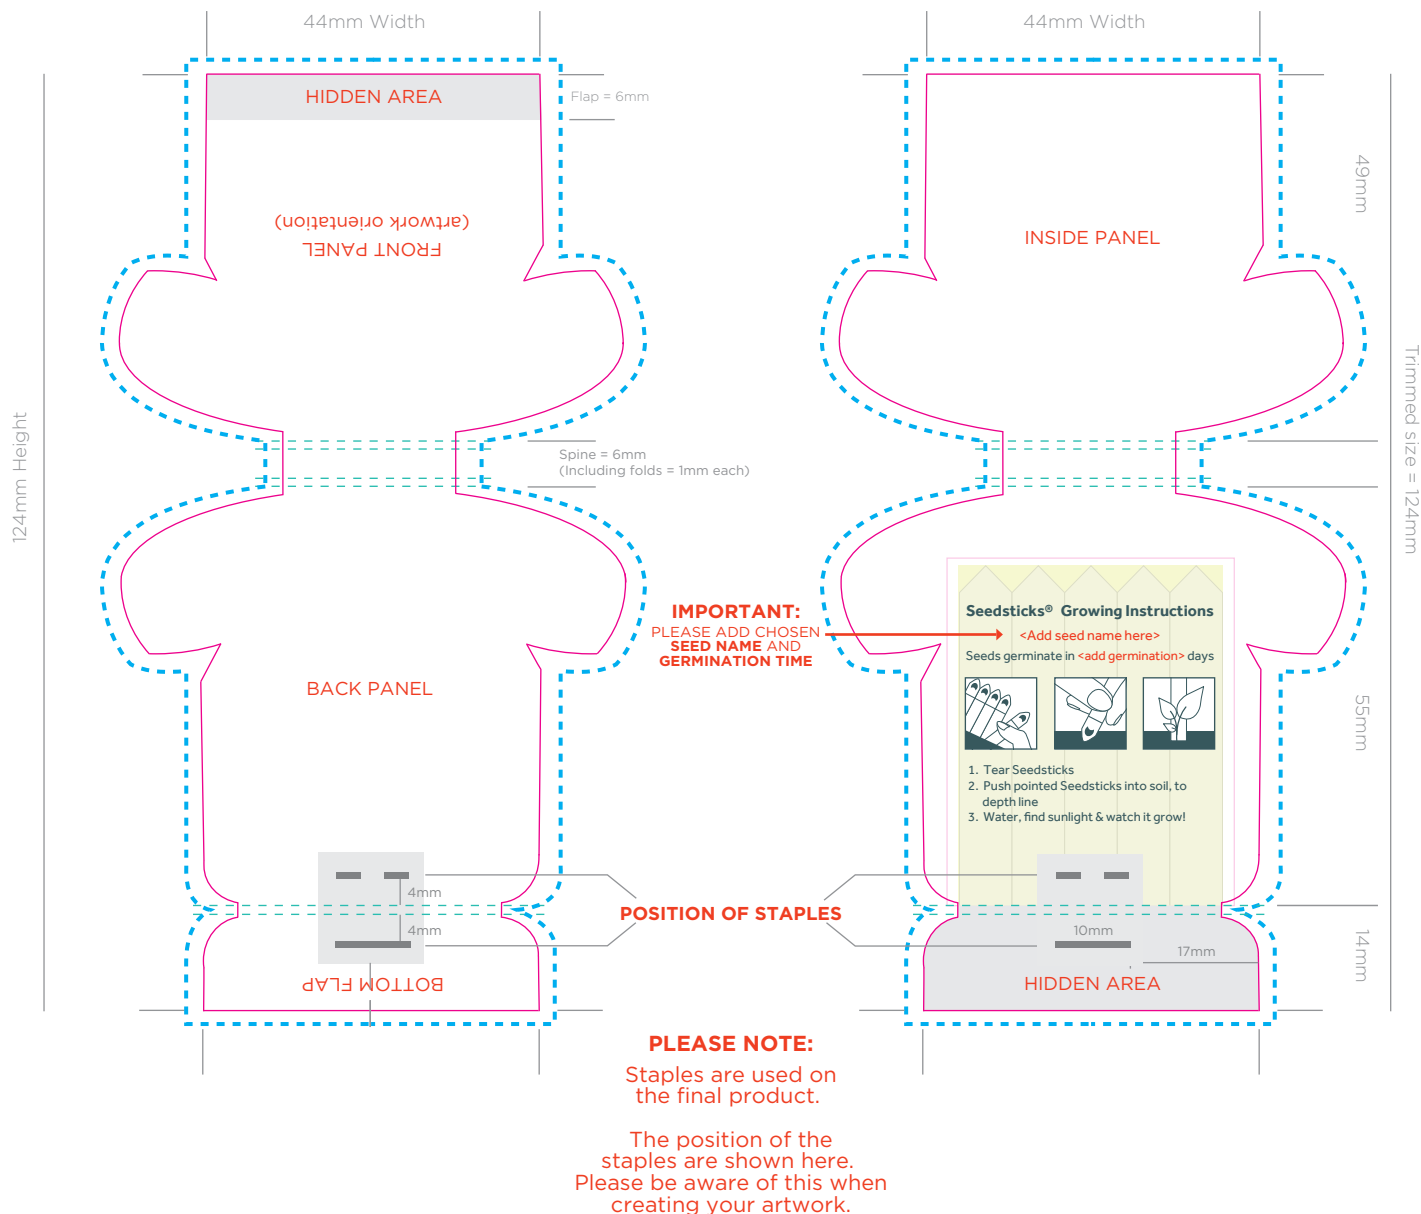 44mm Width
44mm Width
HIDDEN AREA
Flap = 6mm
FRONT PANEL
(artwork orientation)
INSIDE PANEL
49mm
124mm Height
Trimmed size = 124mm
Spine = 6mm
(Including folds = 1mm each)
IMPORTANT:
PLEASE ADD CHOSEN
SEED NAME AND
GERMINATION TIME
Seedsticks® Growing Instructions
<Add seed name here>
Seeds germinate in <add germination> days
BACK PANEL
55mm
1. Tear Seedsticks
2. Push pointed Seedsticks into soil, to
depth line
3. Water, find sunlight & watch it grow!
4mm
POSITION OF STAPLES
4mm
10mm
17mm
14mm
BOTTOM FLAP
HIDDEN AREA
PLEASE NOTE:
Staples are used on
the final product.
The position of the
staples are shown here.
Please be aware of this when
creating your artwork.